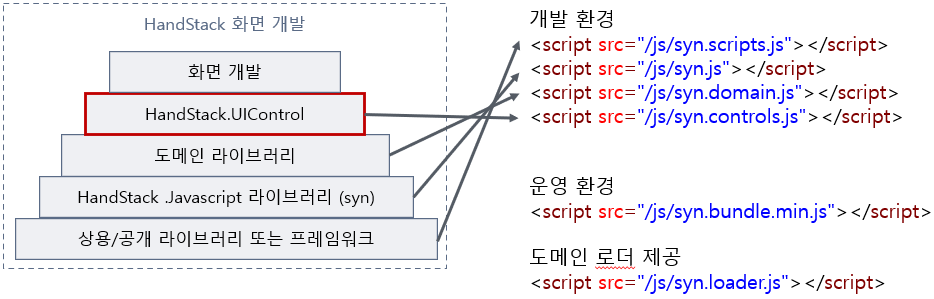 HandStack 화면 개발
화면 개발
HandStack.UIControl
도메인 라이브러리
HandStack .Javascript 라이브러리 (syn)
상용/공개 라이브러리 또는 프레임워크
개발 환경
<script src="/js/syn.scripts.js"></script>
<script src="/js/syn.js"></script>
<script src="/js/syn.domain.js"></script>
<script src="/js/syn.controls.js"></script>
운영 환경
<script src="/js/syn.bundle.min.js"></script>
도메인 로더 제공
<script src="/js/syn.loader.js"></script>